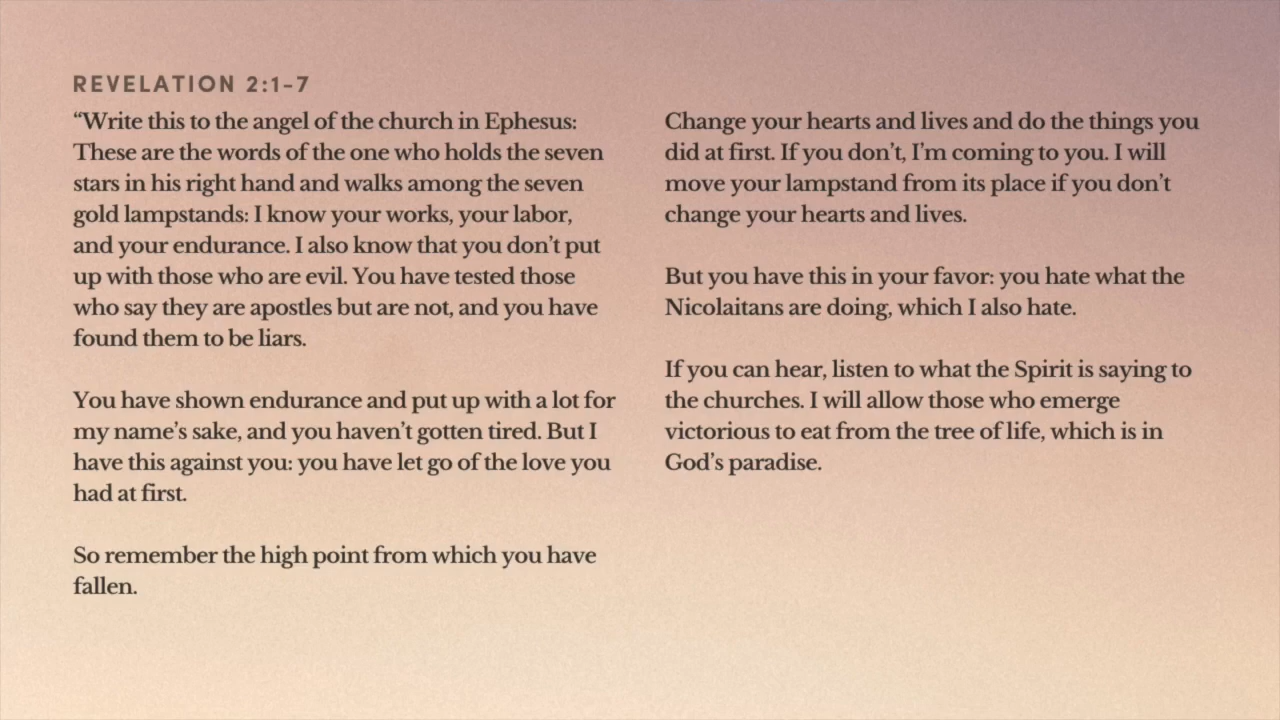 REVELATION 2:1-7
“Write this to the angel of the church in Ephesus:
These are the words of the one who holds the seven
stars in his right hand and walks among the seven
gold lampstands: I know your works, your labor,
and your endurance. I also know that you don’t put
up with those who are evil. You have tested those
who say they are apostles but are not, and you have
found them to be liars.
You have shown endurance and put up with a lot for
my name’s sake, and you haven’t gotten tired. But I
have this against you: you have let go of the love you
had at first.
So remember the high point from which you have
fallen.
Change your hearts and lives and do the things you
did at first. If you don’t, I’m coming to you. I will
move your lampstand from its place if you don’t
change your hearts and lives.
But you have this in your favor: you hate what the
Nicolaitans are doing, which I also hate.
If you can hear, listen to what the Spirit is saying to
the churches. I will allow those who emerge
victorious to eat from the tree of life, which is in
God’s paradise.